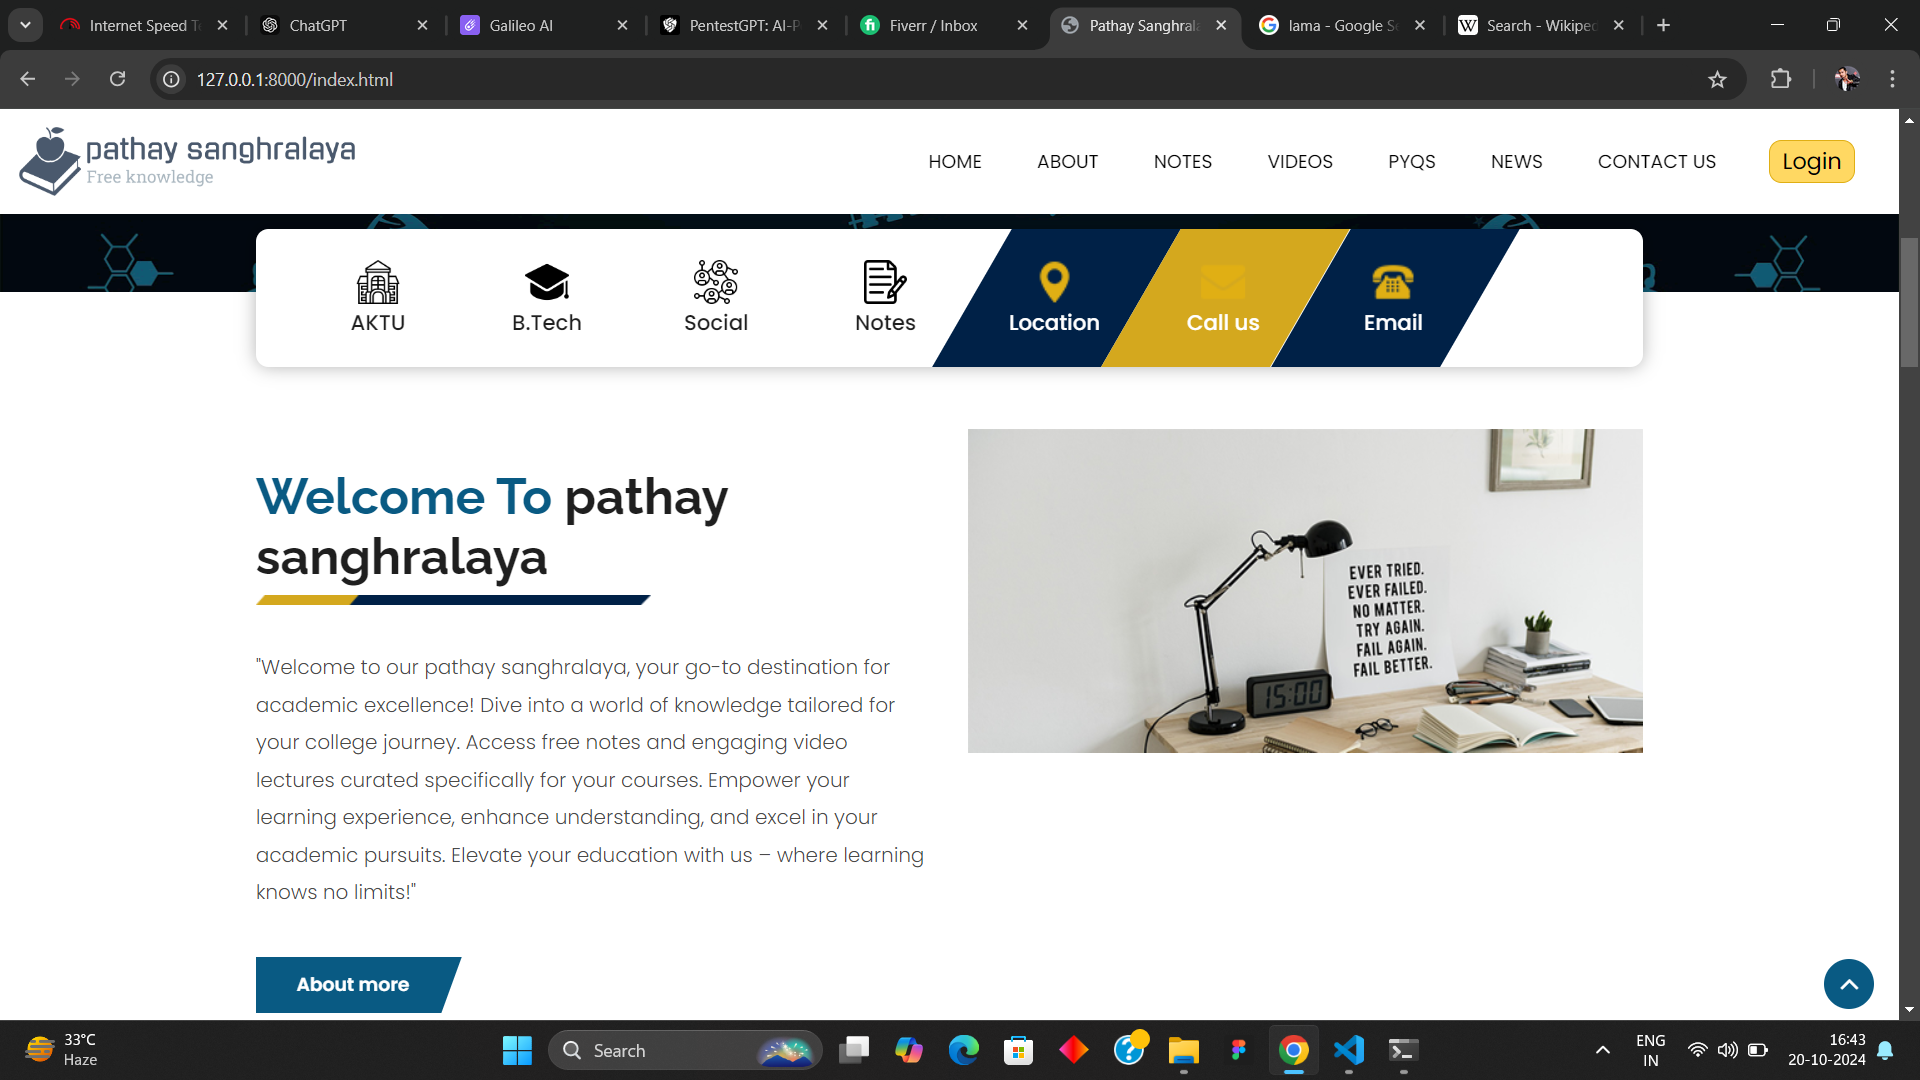 Internet Speed Te
ChatGPT
Galileo AI
PentestGPT: AI-P
Fiverr / Inbox
Pathay Sanghrala
lama - Google Se
Search - Wikiped
127.0.0.1:8000/index.html
pathay sanghralaya
Free knowledge
HOME
ABOUT
NOTES
VIDEOS
PYQS
NEWS
CONTACT US
Login
AKTU
B.Tech
Social
Notes
Location
Call us
Email
Welcome To pathay
sanghralaya
"Welcome to our pathay sanghralaya, your go-to destination for
academic excellence! Dive into a world of knowledge tailored for
your college journey. Access free notes and engaging video
lectures curated specifically for your courses. Empower your
learning experience, enhance understanding, and excel in your
academic pursuits. Elevate your education with us – where learning
knows no limits!"
About more
EVER TRIED.
EVER FAILED.
NO MATTER.
TRY AGAIN.
FAIL AGAIN.
FAIL BETTER.
15:00
33°C
Haze
Search
ENG
IN
16:43
20-10-2024